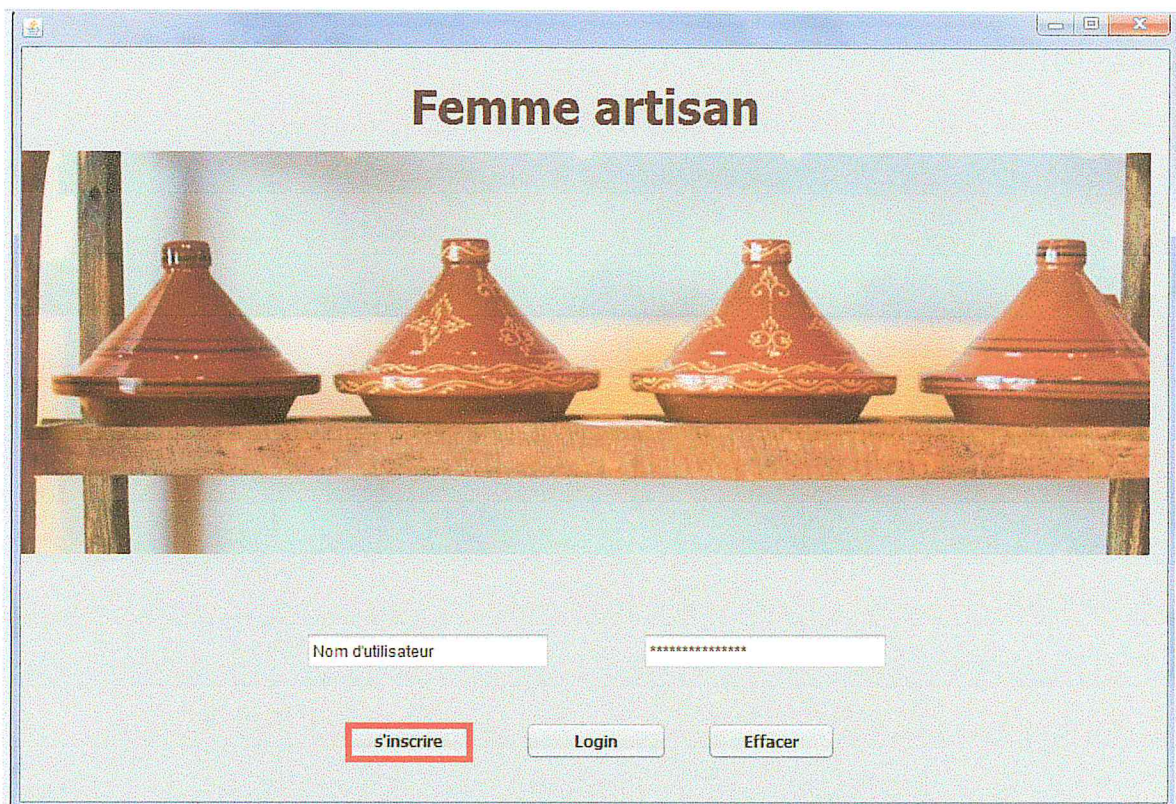 Femme artisan
Nom d'utilisateur
***************
s'inscrire
Login
Effacer